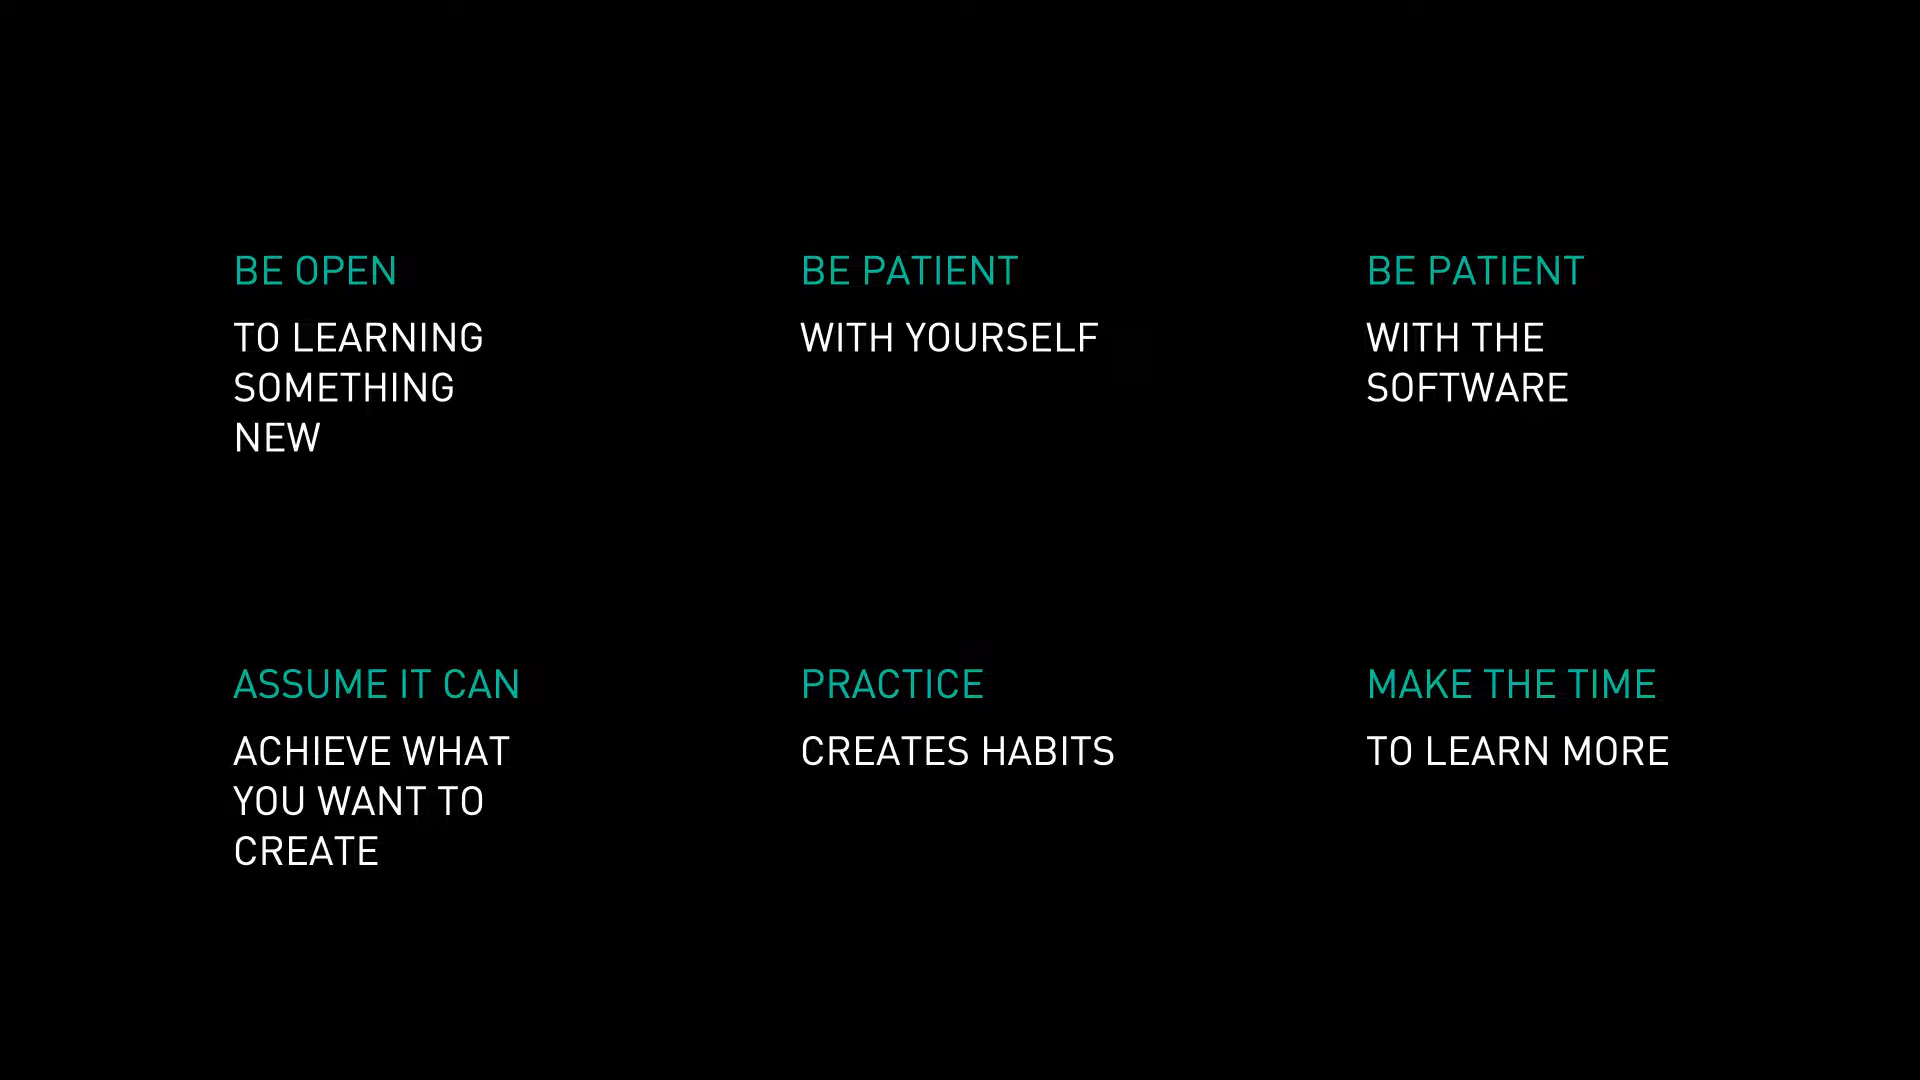 BE OPEN
TO LEARNING
SOMETHING
NEW
BE PATIENT
WITH YOURSELF
BE PATIENT
WITH THE
SOFTWARE
ASSUME IT CAN
ACHIEVE WHAT
YOU WANT TO
CREATE
PRACTICE
CREATES HABITS
MAKE THE TIME
TO LEARN MORE